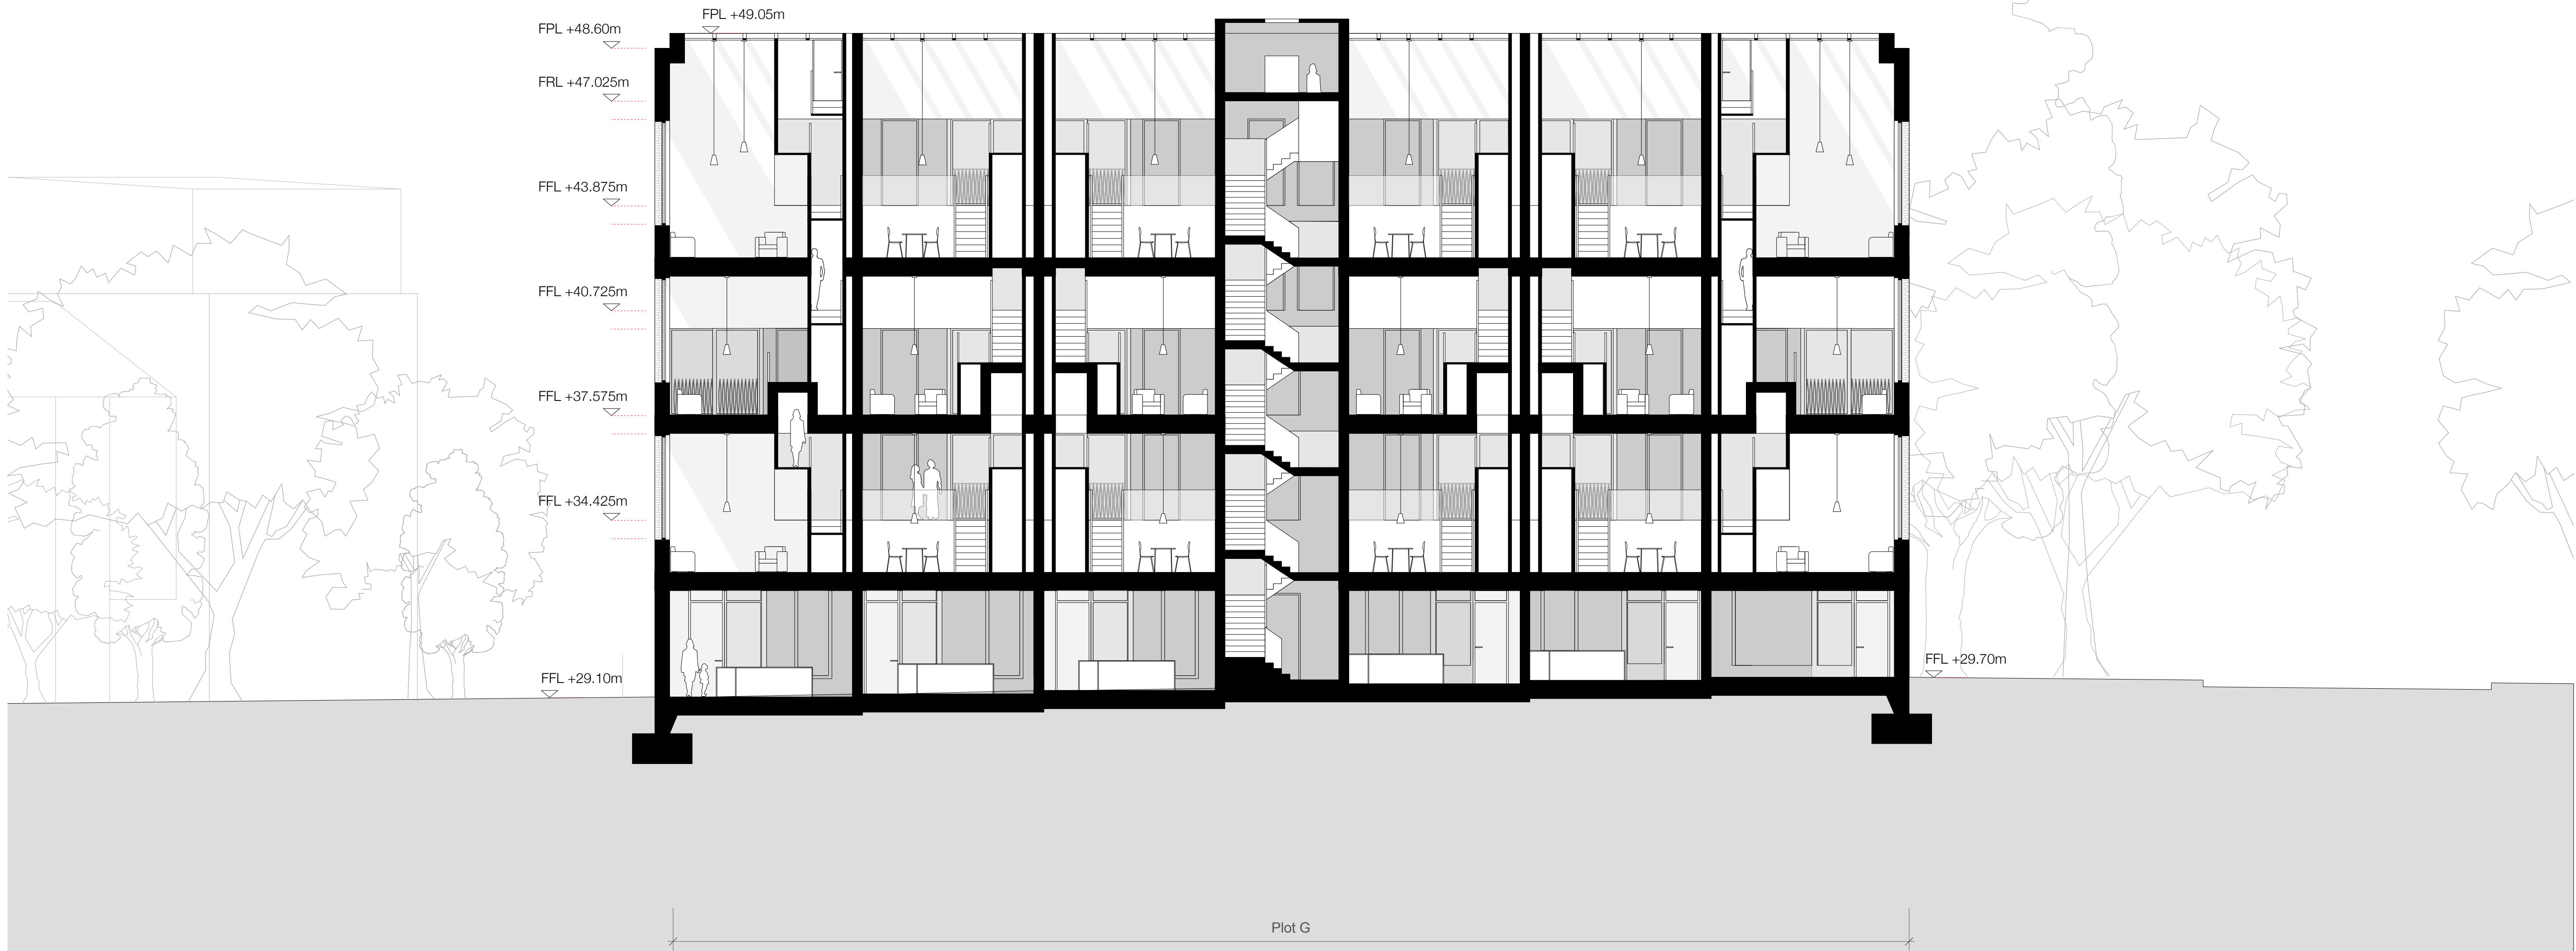 FPL +49.05m
FPL +48.60m
FRL +47.025m
FFL +43.875m
FFL +40.725m
FFL +37.575m
FFL +34.425m
FFL +29.70m
FFL +29.10m
Plot G